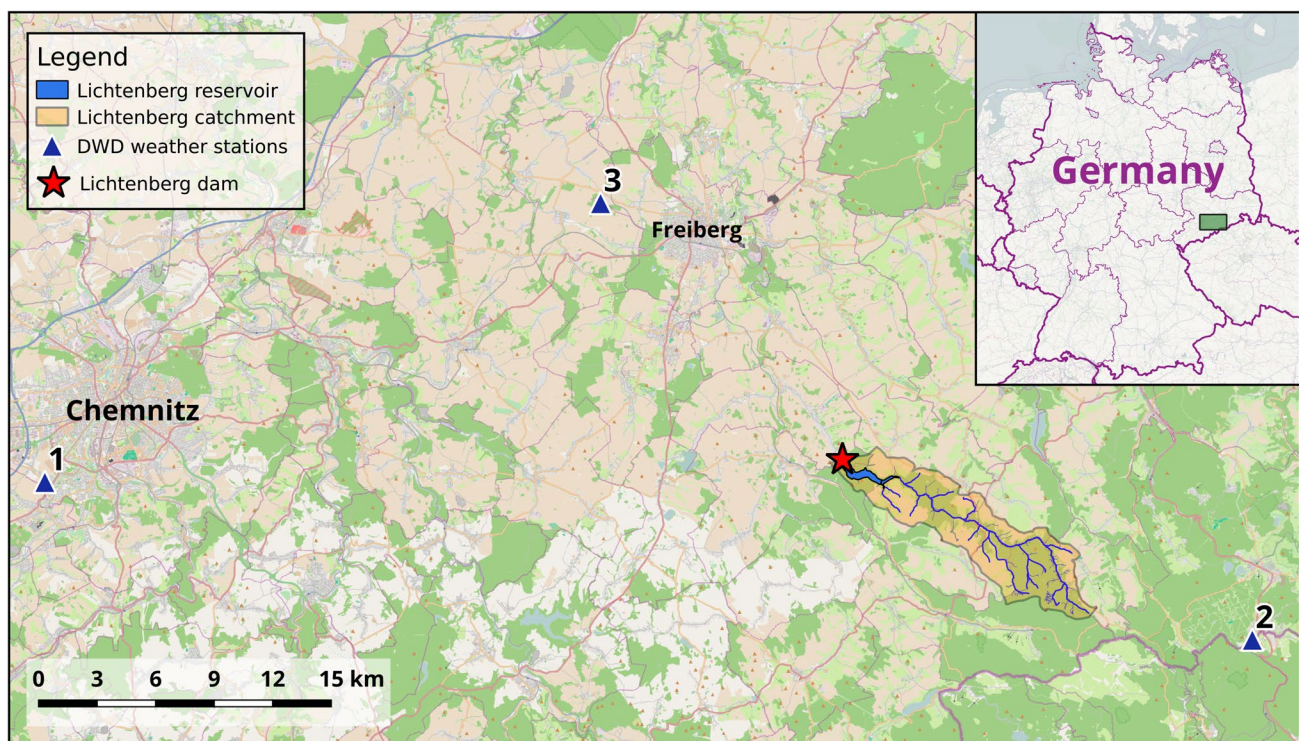 Legend
Lichtenberg reservoir
Lichtenberg catchment
DWD weather stations
Lichtenberg dam
Germany
3
Freiberg
Chemnitz
1
2
0 3 6 9 12 15 km